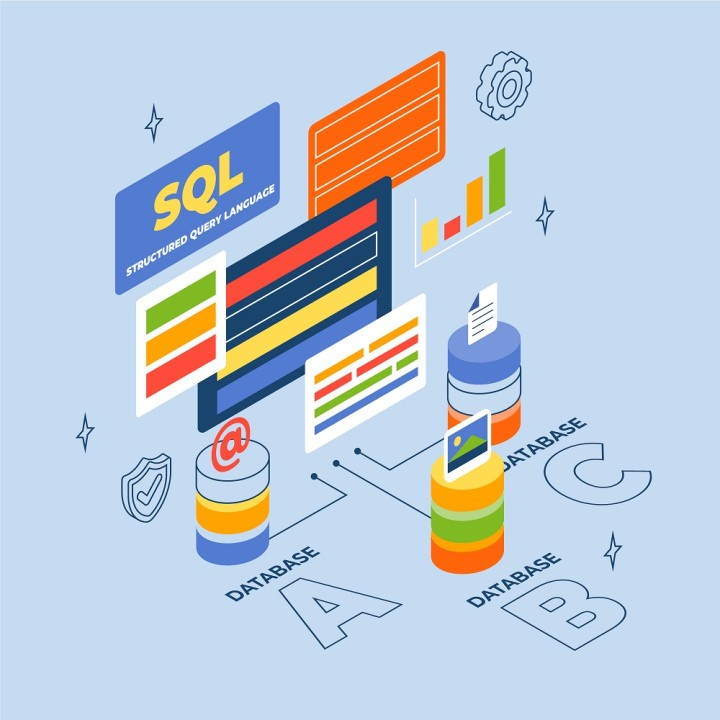 SQL
STRUCTURED QUERY LANGUAGE
@
DATABASE
C
DATABASE
A
DATABASE
B